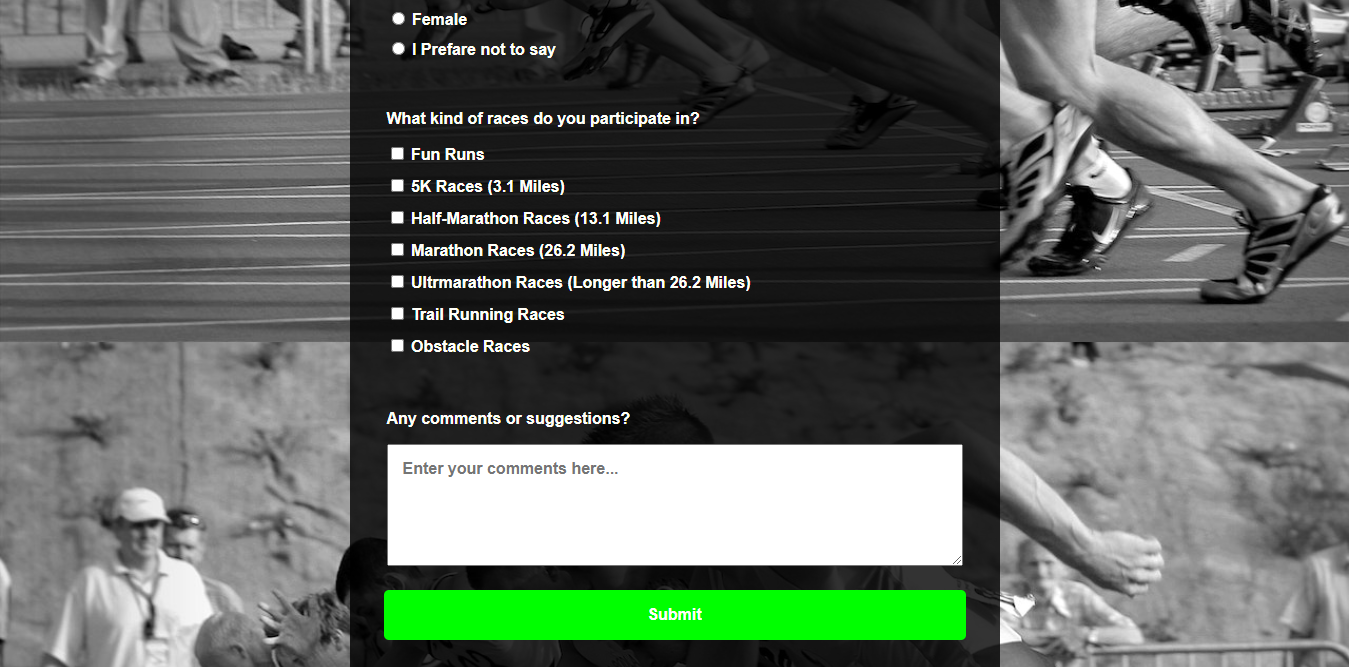 Female
I Prefare not to say
What kind of races do you participate in?
Fun Runs
5K Races (3.1 Miles)
Half-Marathon Races (13.1 Miles)
Marathon Races (26.2 Miles)
Ultrmarathon Races (Longer than 26.2 Miles)
Trail Running Races
Obstacle Races
Any comments or suggestions?
Enter your comments here...
Submit